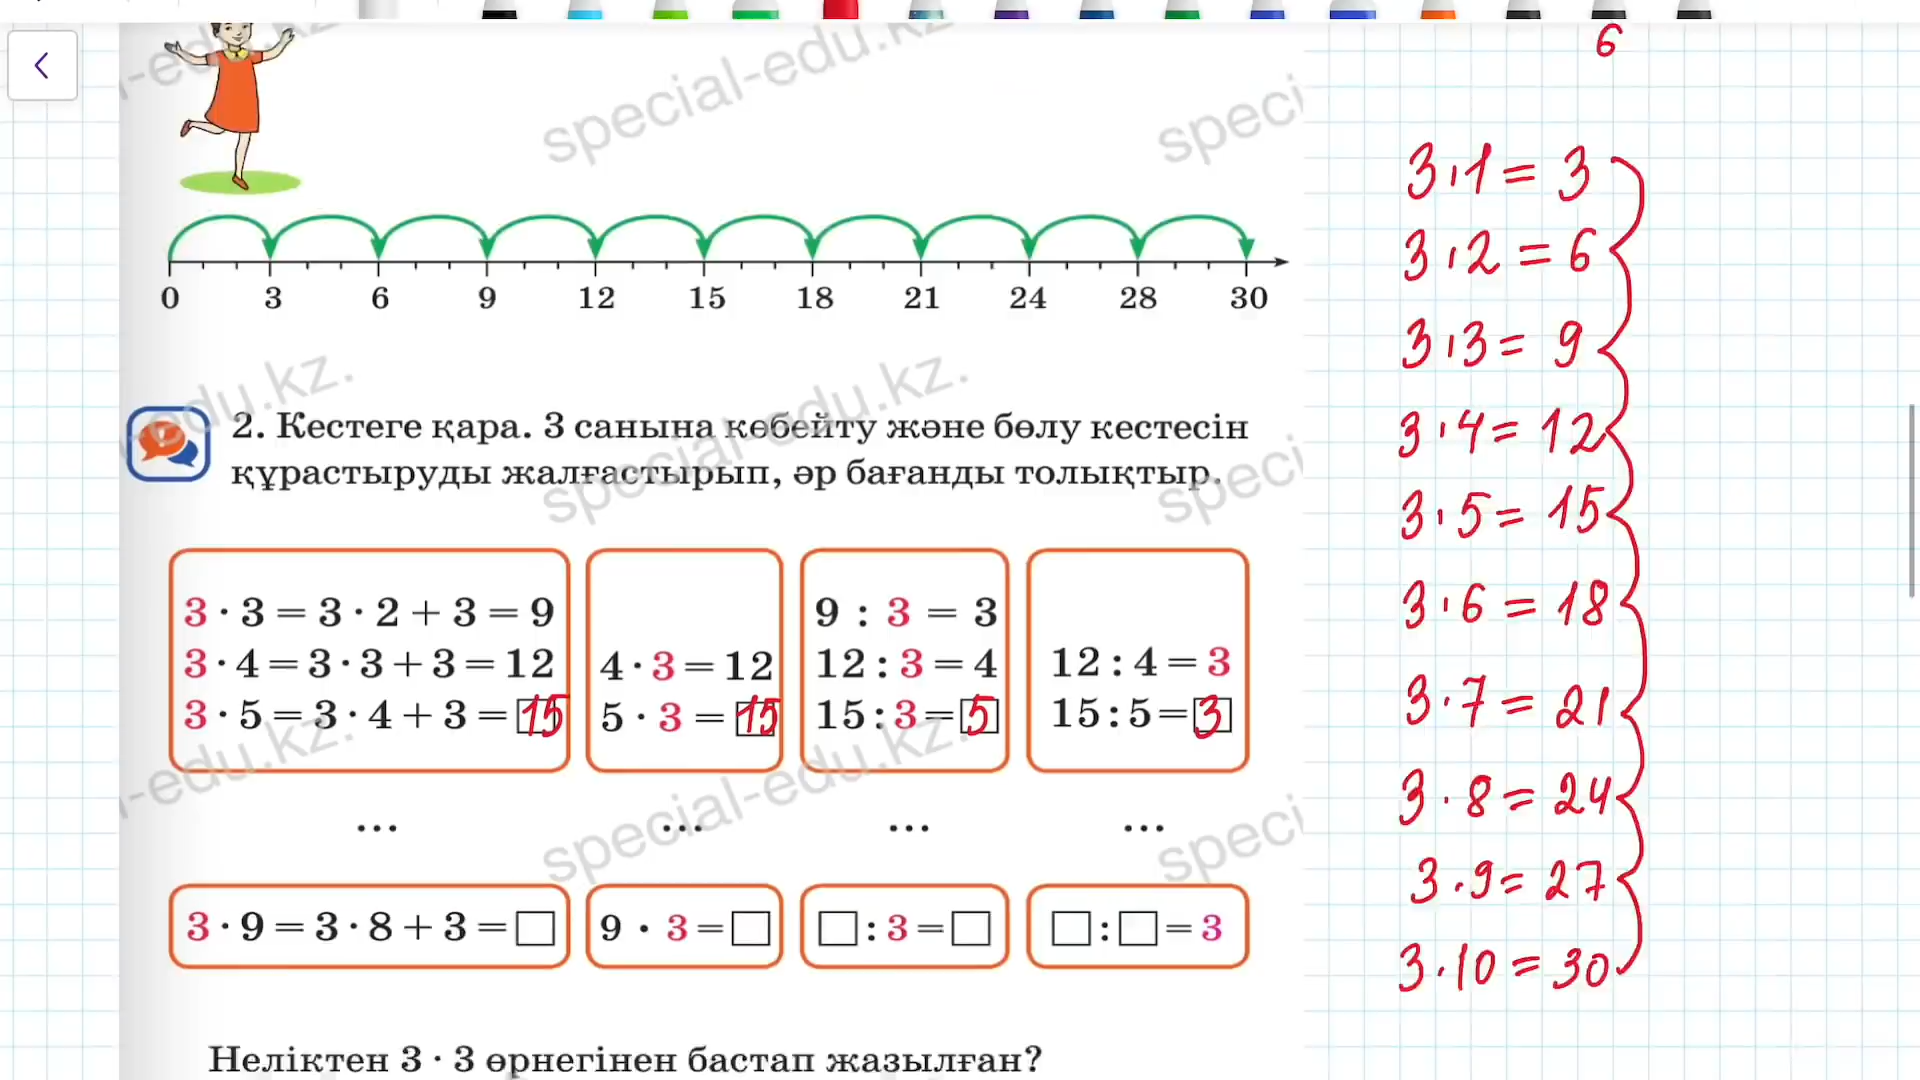 special-edu.kz.
6
0 3 6 9 12 15 18 21 24 28 30
2. Кестеге қара. 3 санына көбейту және бөлу кестесін
құрастыруды жалғастырып, әр бағанды толықтыр.
3 · 3 = 3 · 2 + 3 = 9
3 · 4 = 3 · 3 + 3 = 12
3 · 5 = 3 · 4 + 3 = 15
4 · 3 = 12
5 · 3 = 15
9 : 3 = 3
12 : 3 = 4
15 : 3 = 5
12 : 4 = 3
15 : 5 = 3
... ... ... ...
3 · 9 = 3 · 8 + 3 = □
9 · 3 = □
□ : 3 = □
□ : □ = 3
Неліктен 3 · 3 өрнегінен бастап жазылған?
3 · 1 = 3
3 · 2 = 6
3 · 3 = 9
3 · 4 = 12
3 · 5 = 15
3 · 6 = 18
3 · 7 = 21
3 · 8 = 24
3 · 9 = 27
3 · 10 = 30